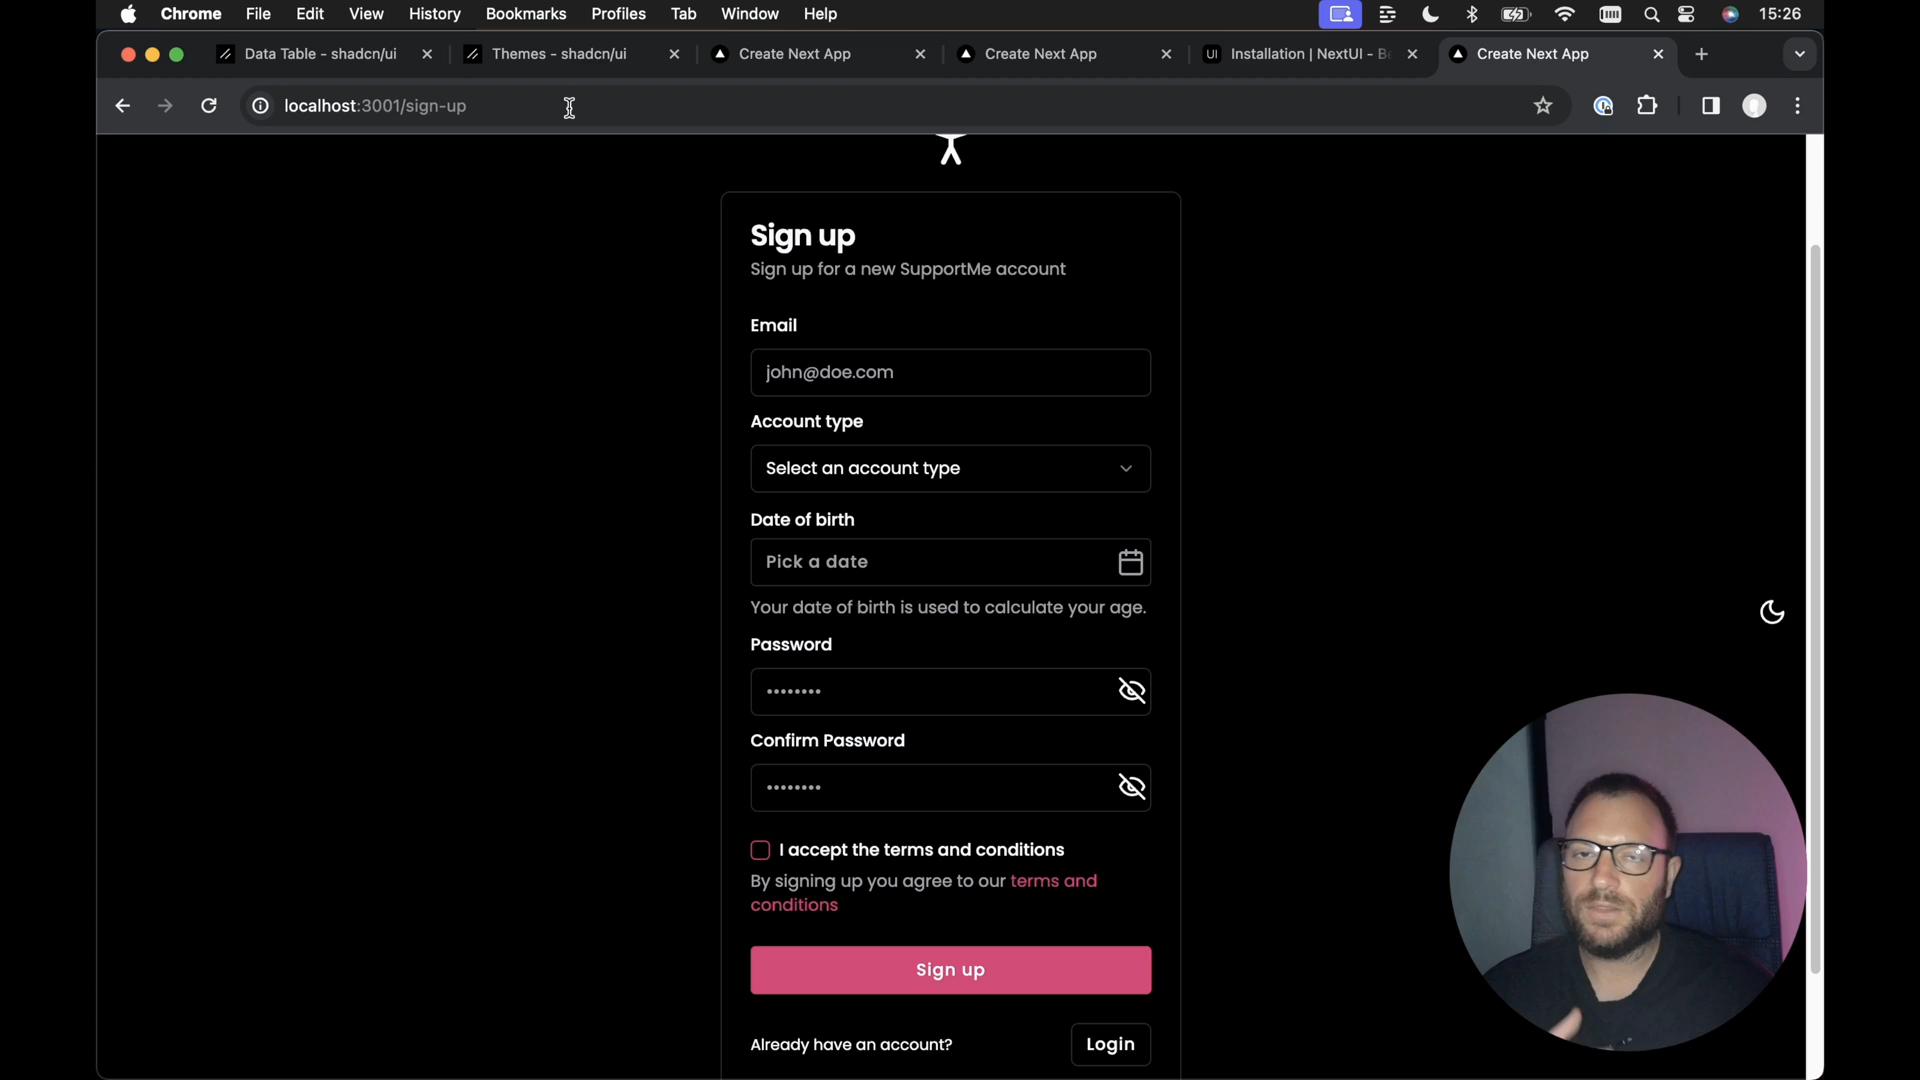 Chrome File Edit View History Bookmarks Profiles Tab Window Help 15:26
Data Table - shadcn/ui Themes - shadcn/ui Create Next App Create Next App UI Installation | NextUI - Be Create Next App
localhost:3001/sign-up
Sign up
Sign up for a new SupportMe account
Email
john@doe.com
Account type
Select an account type
Date of birth
Pick a date
Your date of birth is used to calculate your age.
Password
••••••••
Confirm Password
••••••••
I accept the terms and conditions
By signing up you agree to our terms and
conditions
Sign up
Already have an account? Login